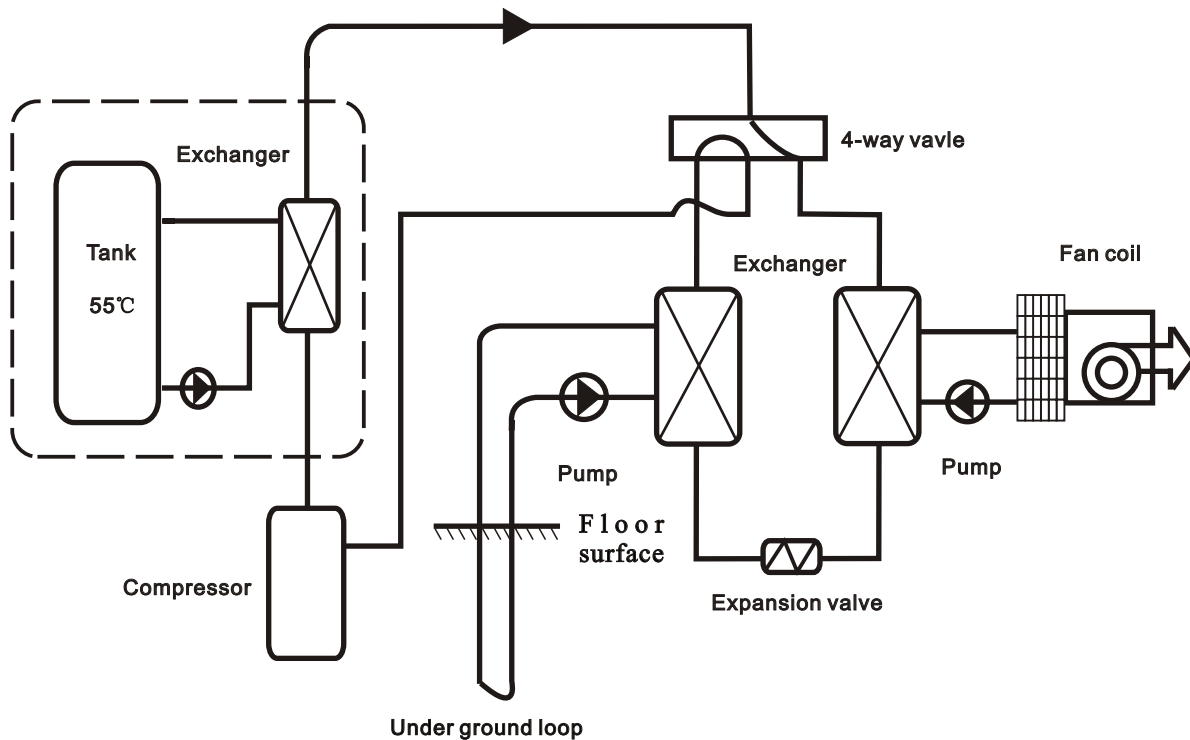 Exchanger
4-way vavle
Tank
55℃
Exchanger
Fan coil
Pump
Pump
Floor
surface
Compressor
Expansion valve
Under ground loop